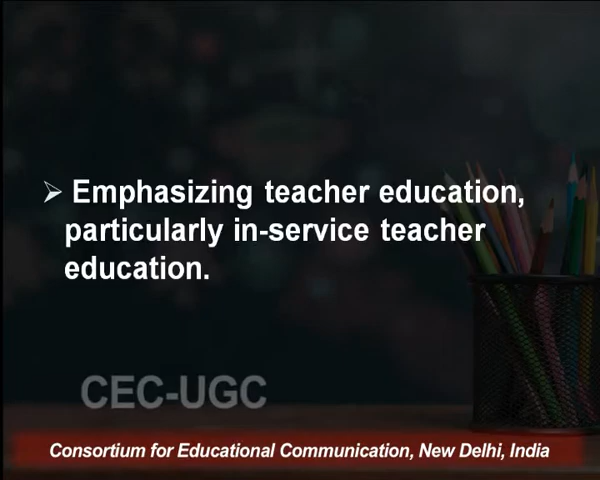 ➢ Emphasizing teacher education,
particularly in-service teacher
education.
CEC-UGC
Consortium for Educational Communication, New Delhi, India